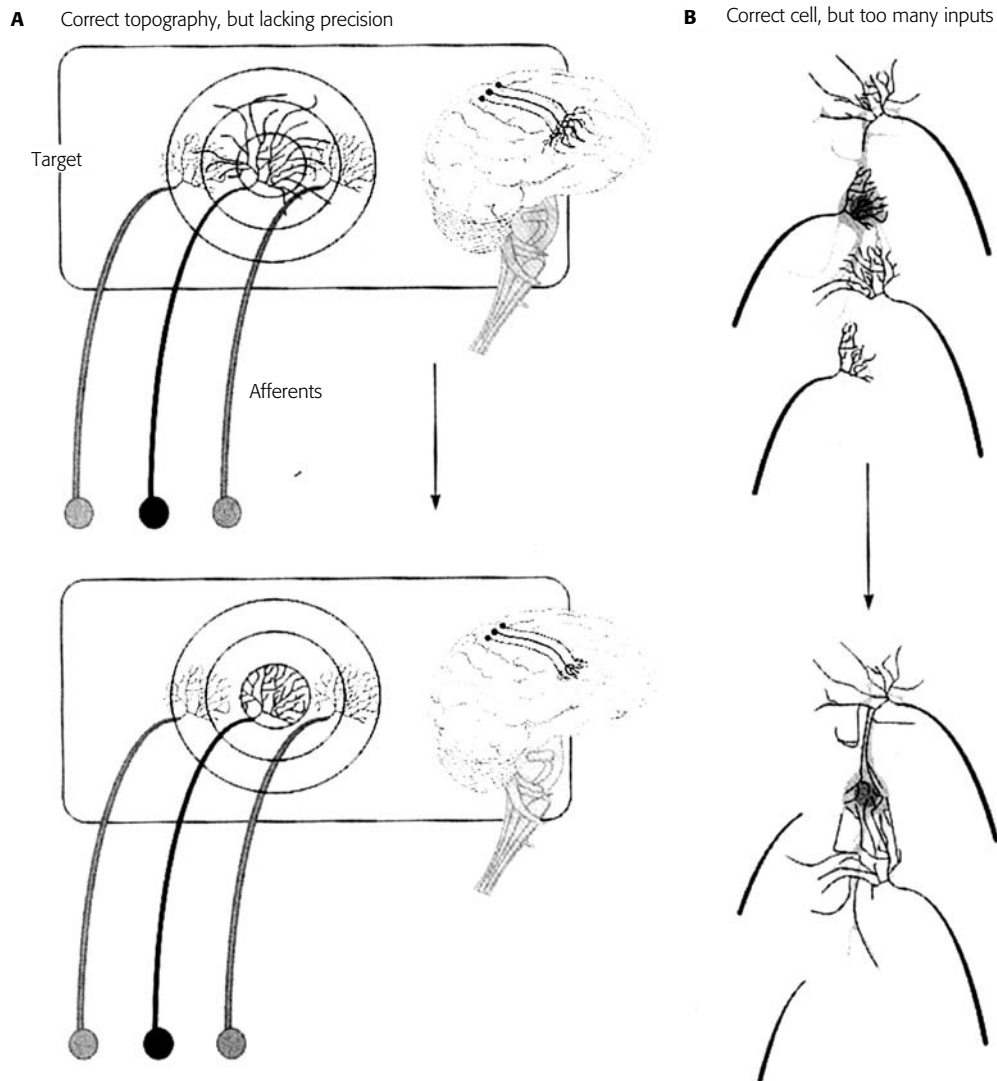 A Correct topography, but lacking precision
B Correct cell, but too many inputs
Target
Afferents